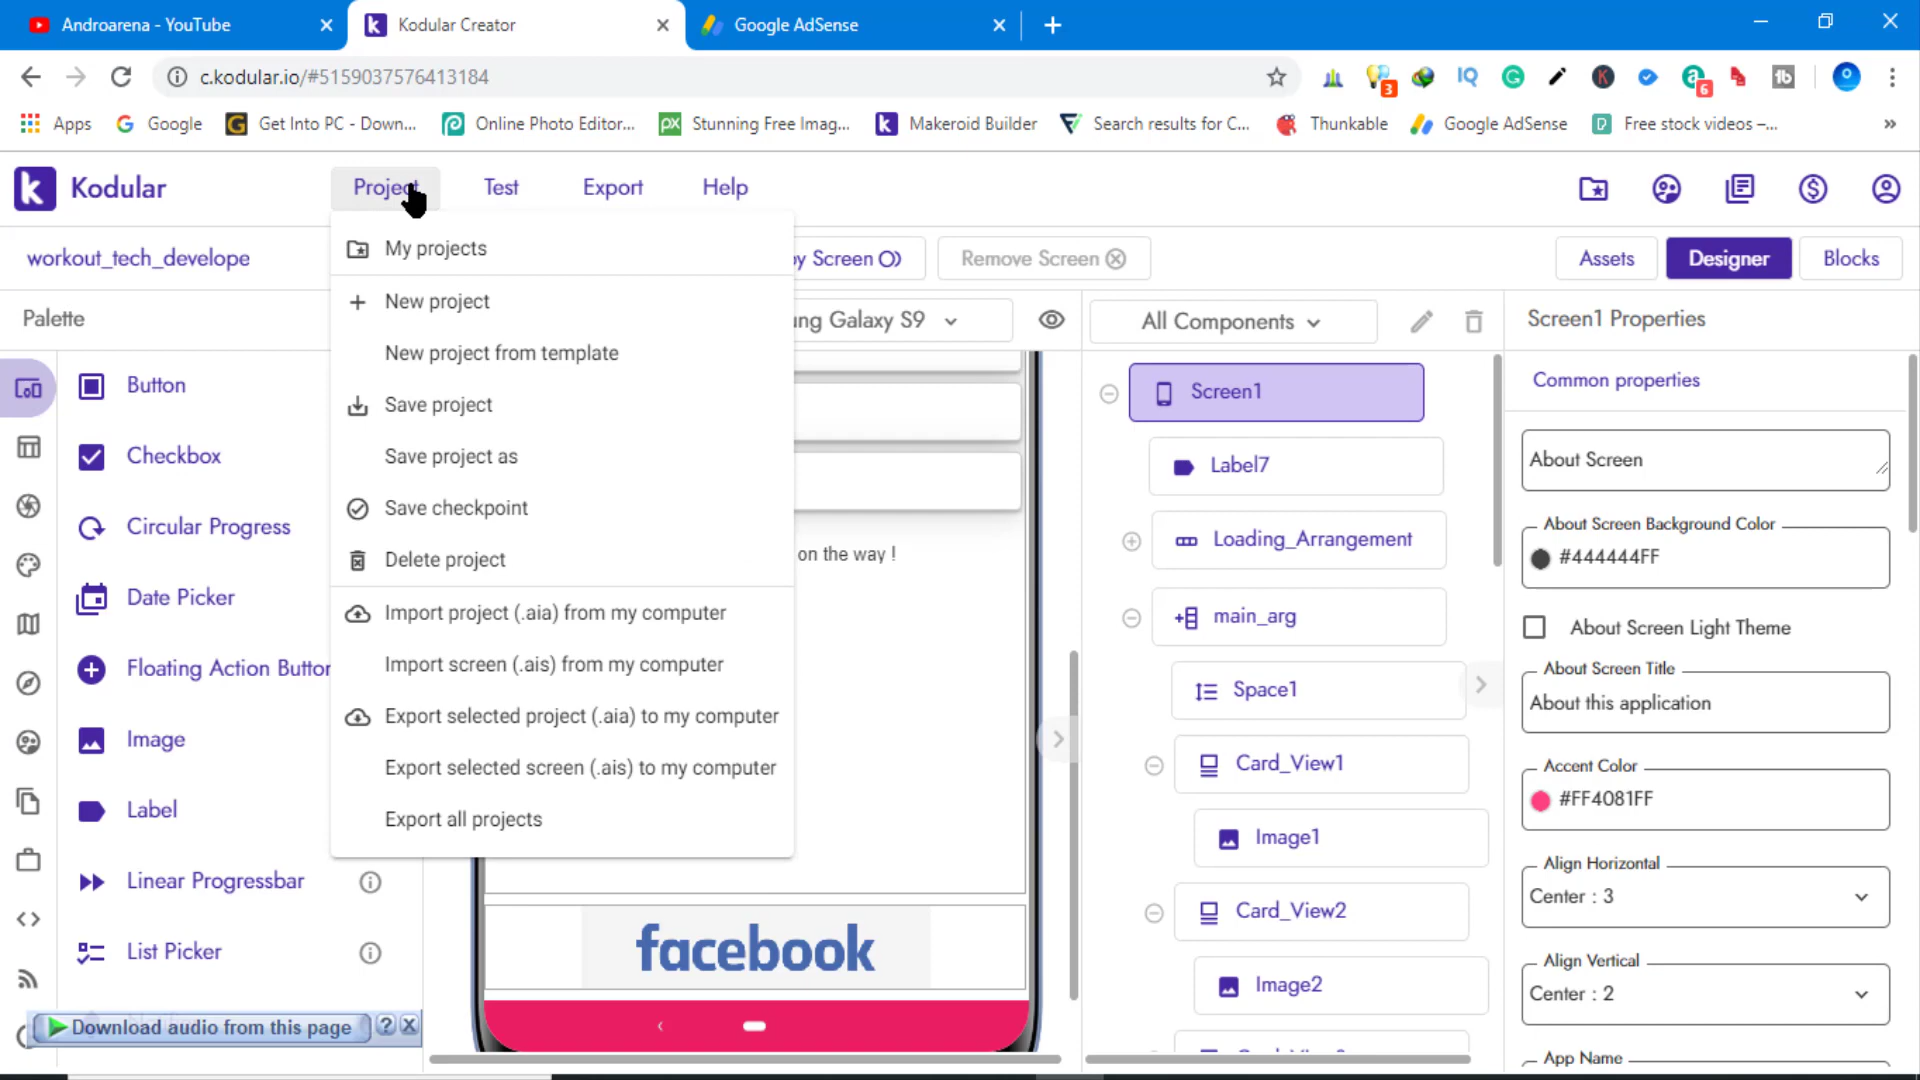 Androarena - YouTube
Kodular Creator
Google AdSense
c.kodular.io/#5159037576413184
3
IQ
6
Apps
Google
Get Into PC - Down...
Online Photo Editor...
Stunning Free Imag...
Makeroid Builder
Search results for C...
Thunkable
Google AdSense
Free stock videos –...
Kodular
Project
Test
Export
Help
workout_tech_develope
My projects
New project
New project from template
Save project
Save project as
Save checkpoint
Delete project
Import project (.aia) from my computer
Import screen (.ais) from my computer
Export selected project (.aia) to my computer
Export selected screen (.ais) to my computer
Export all projects
Screen
Remove Screen
Assets
Designer
Blocks
Palette
Button
Checkbox
Circular Progress
Date Picker
Floating Action Button
Image
Label
Linear Progressbar
List Picker
Download audio from this page
Galaxy S9
on the way !
facebook
All Components
Screen1
Label7
Loading_Arrangement
main_arg
Space1
Card_View1
Image1
Card_View2
Image2
Screen1 Properties
Common properties
About Screen
About Screen Background Color
#444444FF
About Screen Light Theme
About Screen Title
About this application
Accent Color
#FF4081FF
Align Horizontal
Center : 3
Align Vertical
Center : 2
App Name